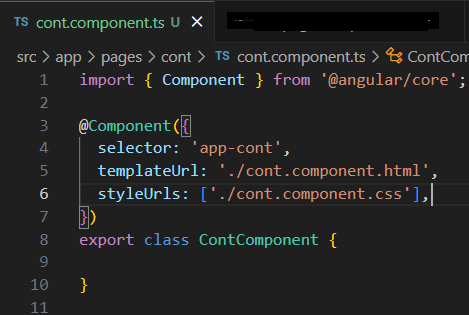 TS cont.component.ts U ×
src > app > pages > cont > TS cont.component.ts > ContCom
1 import { Component } from '@angular/core';
2
3 @Component({
4   selector: 'app-cont',
5   templateUrl: './cont.component.html',
6   styleUrls: ['./cont.component.css'],
7 })
8 export class ContComponent {
9
10 }
11